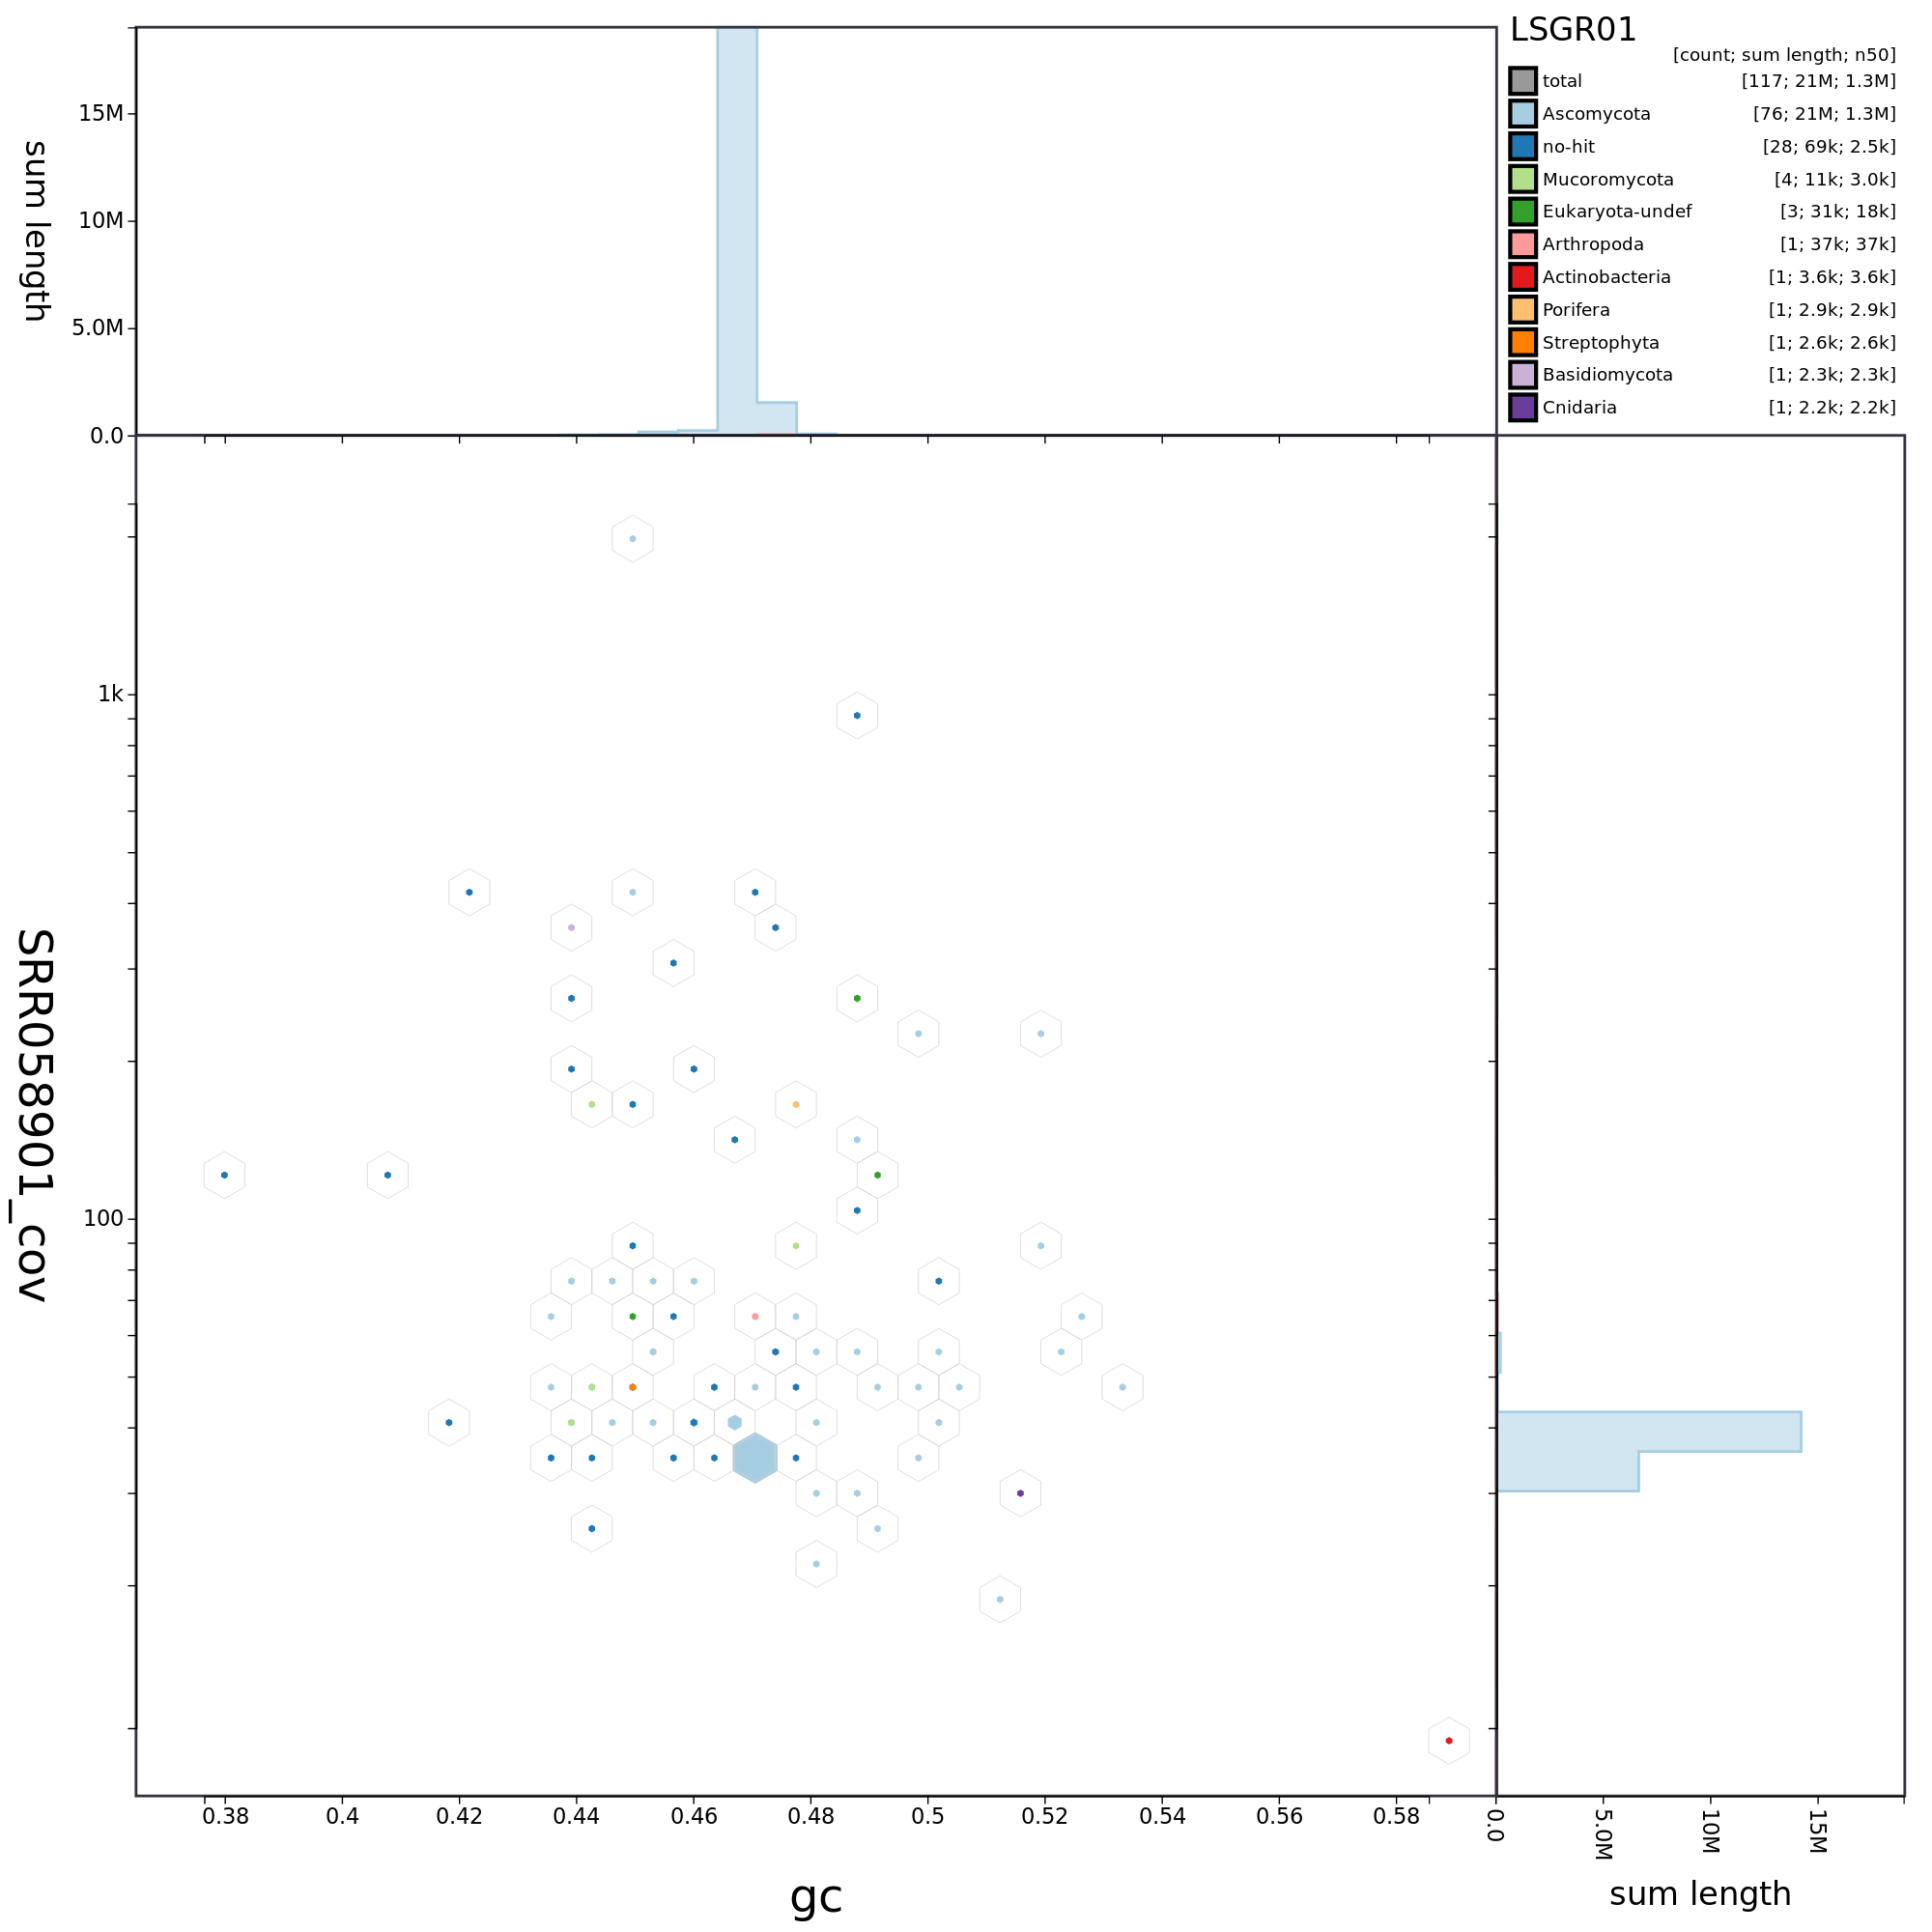 LSGR01
[count; sum length; n50]
total [117; 21M; 1.3M]
Ascomycota [76; 21M; 1.3M]
no-hit [28; 69k; 2.5k]
Mucoromycota [4; 11k; 3.0k]
Eukaryota-undef [3; 31k; 18k]
Arthropoda [1; 37k; 37k]
Actinobacteria [1; 3.6k; 3.6k]
Porifera [1; 2.9k; 2.9k]
Streptophyta [1; 2.6k; 2.6k]
Basidiomycota [1; 2.3k; 2.3k]
Cnidaria [1; 2.2k; 2.2k]
sum length
15M
10M
5.0M
0.0
SRR058901_cov
1k
100
0.38 0.4 0.42 0.44 0.46 0.48 0.5 0.52 0.54 0.56 0.58
gc
0.0 5.0M 10M 15M
sum length